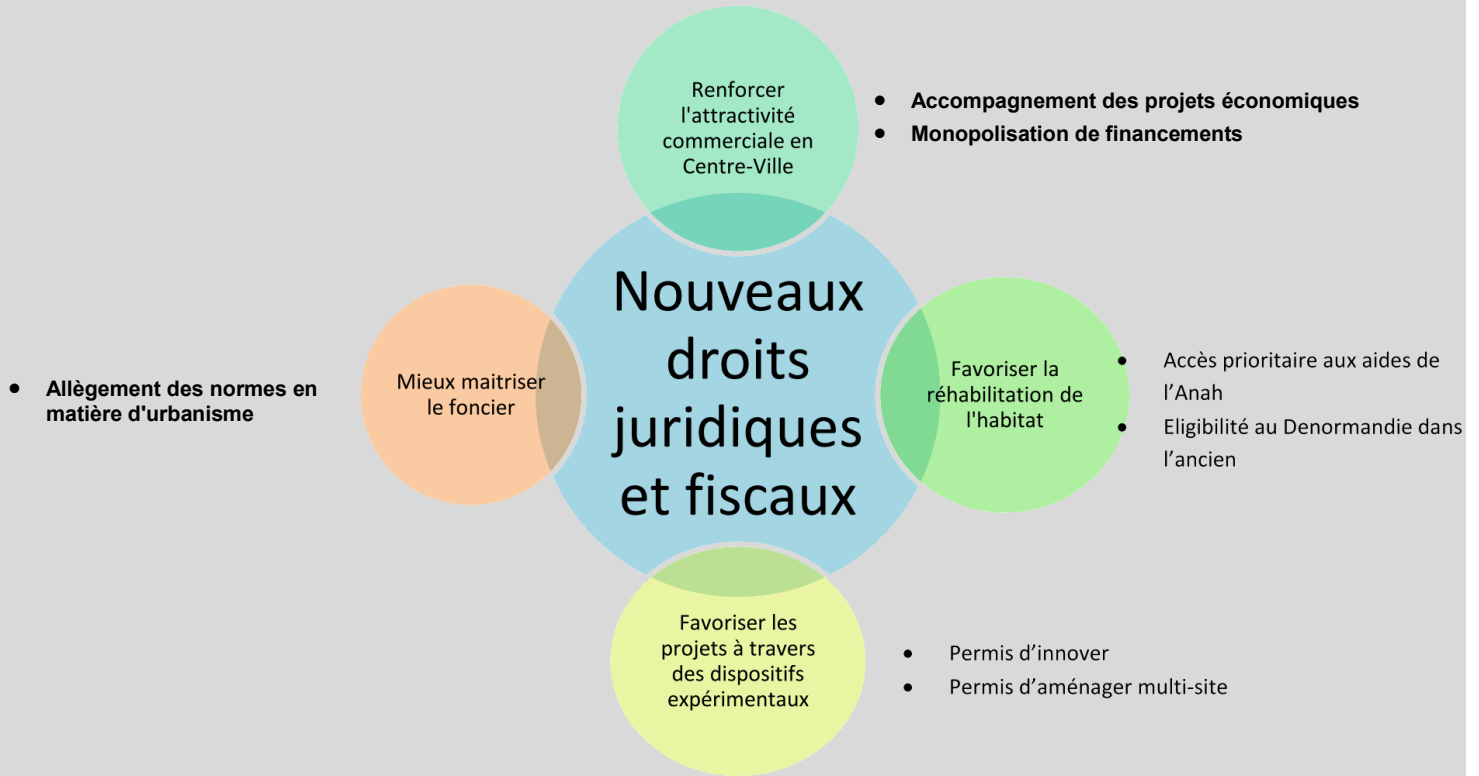 Renforcer
l'attractivité
commerciale en
Centre-Ville
• Accompagnement des projets économiques
• Monopolisation de financements
Nouveaux
droits
juridiques
et fiscaux
• Allègement des normes en
matière d'urbanisme
Mieux maitriser
le foncier
Favoriser la
réhabilitation de
l'habitat
• Accès prioritaire aux aides de
l’Anah
• Eligibilité au Denormandie dans
l’ancien
Favoriser les
projets à travers
des dispositifs
expérimentaux
• Permis d’innover
• Permis d’aménager multi-site